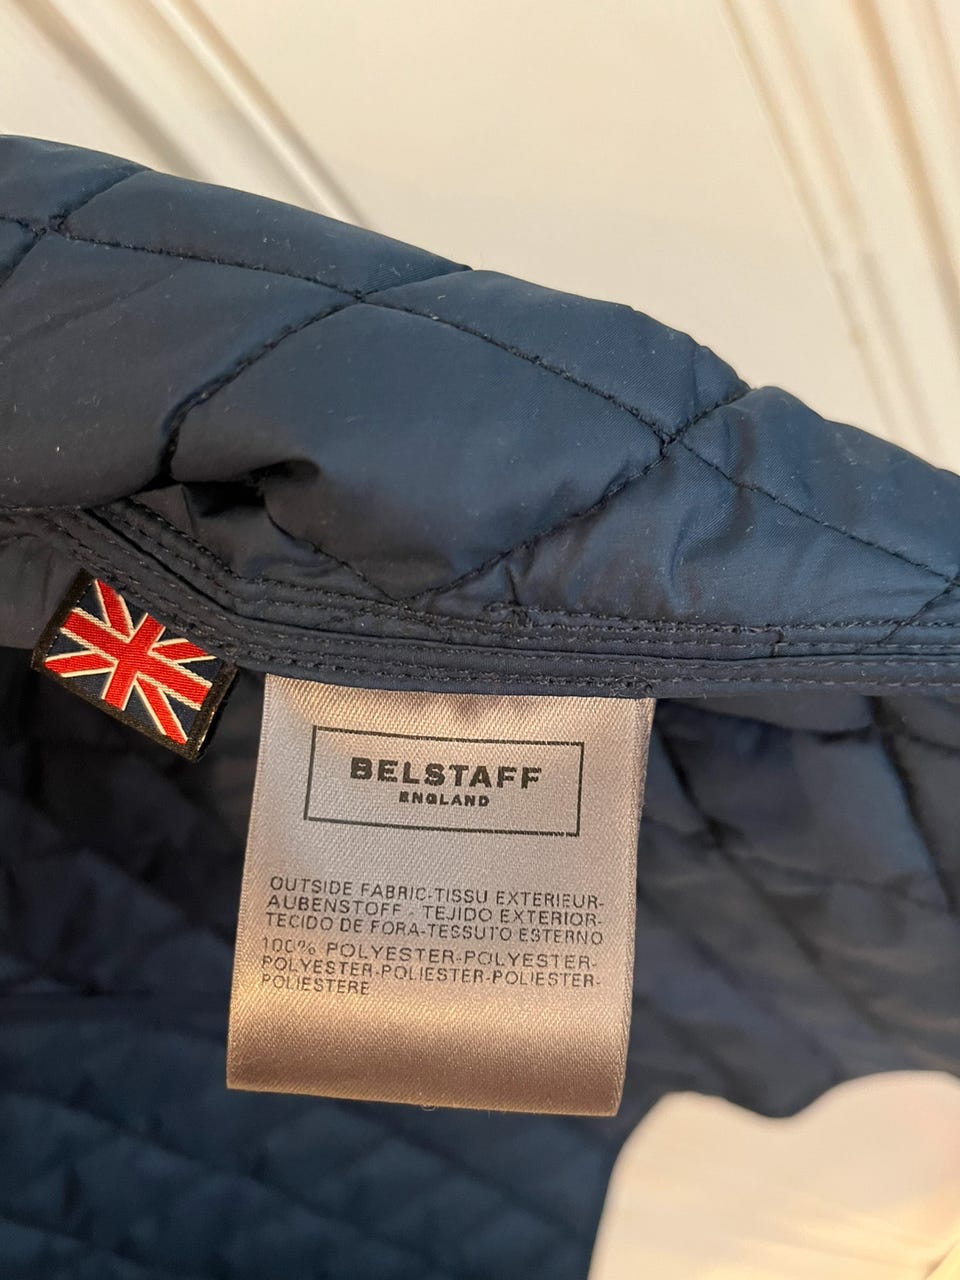 BELSTAFF
ENGLAND
OUTSIDE FABRIC-TISSU EXTERIEUR-
AUBENSTOFF - TEJIDO EXTERIOR-
TECIDO DE FORA-TESSUTO ESTERNO
100% POLYESTER-POLYESTER-
POLYESTER-POLIESTER-POLIESTER-
POLIESTERE